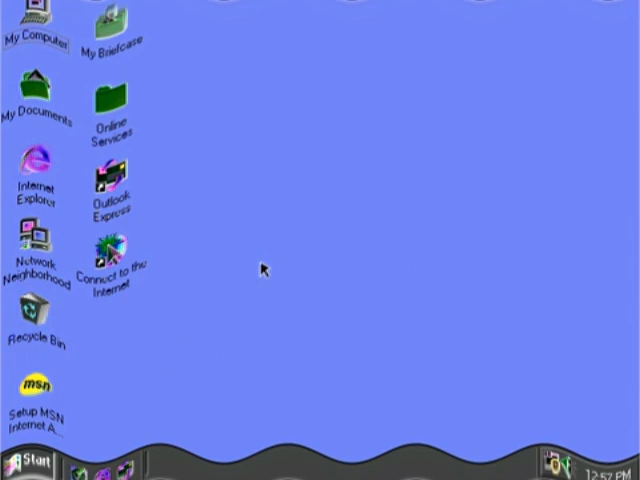 My Computer
My Briefcase
My Documents
Online
Services
Internet
Explorer
Outlook
Express
Network
Neighborhood
Connect to the
Internet
Recycle Bin
msn
Setup MSN
Internet A...
Start
12:57 PM